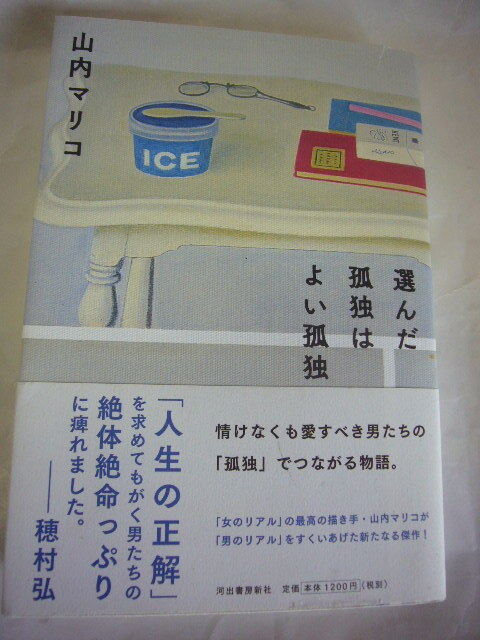 山内マリコ
ICE
選んだ
孤独は
よい孤独
「人生の正解」
を求めてもがく男たちの
絶体絶命っぷり
に痺れました。
――穂村弘
情けなくも愛すべき男たちの
「孤独」でつながる物語。
「女のリアル」の最高の描き手・山内マリコが
「男のリアル」をすくいあげた新たなる傑作！
河出書房新社 定価 本体1200円（税別）